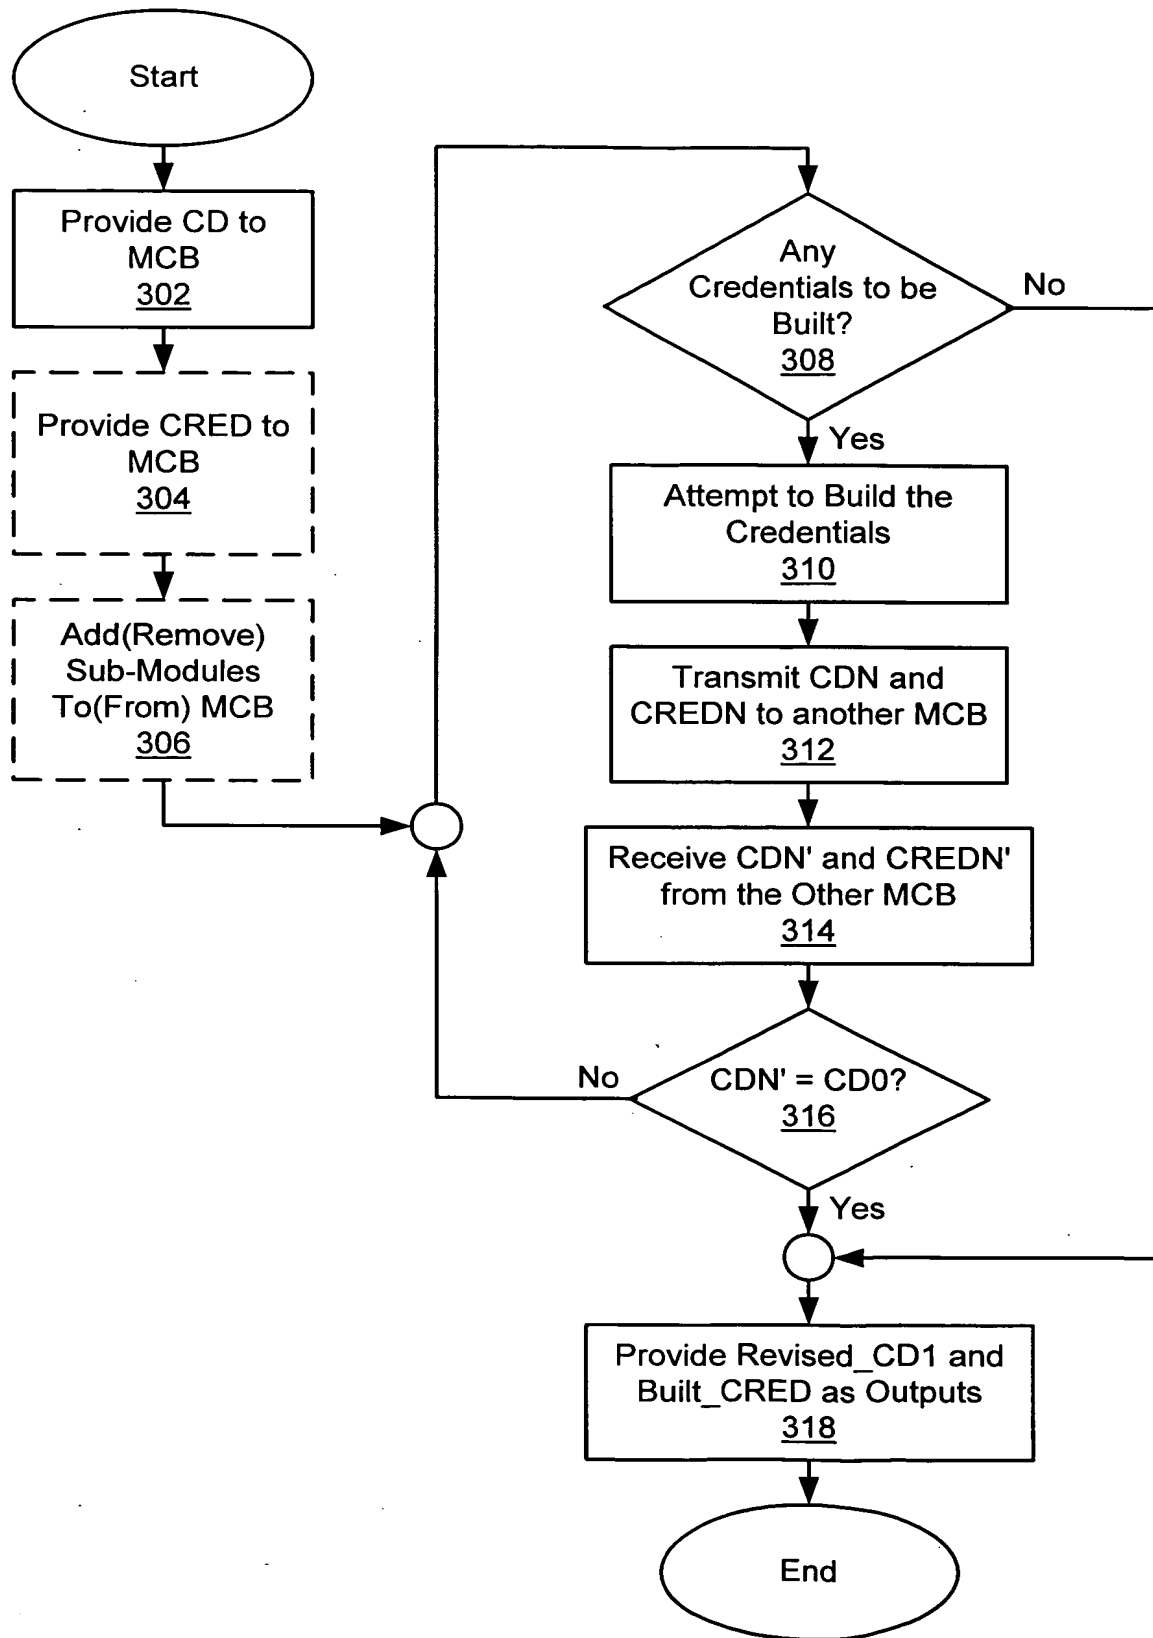 Start
Provide CD to
MCB
302
Provide CRED to
MCB
304
Add(Remove)
Sub-Modules
To(From) MCB
306
Any
Credentials to be
Built?
308
No
Yes
Attempt to Build the
Credentials
310
Transmit CDN and
CREDN to another MCB
312
Receive CDN' and CREDN'
from the Other MCB
314
No
CDN' = CD0?
316
Yes
Provide Revised_CD1 and
Built_CRED as Outputs
318
End